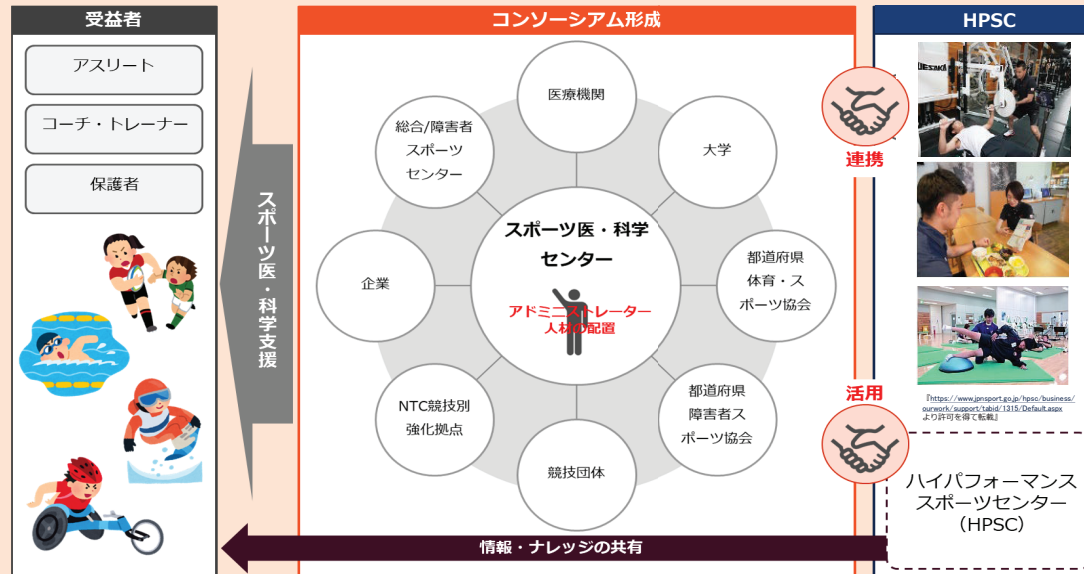 受益者
アスリート
コーチ・トレーナー
保護者
スポーツ医・科学支援
コンソーシアム形成
医療機関
総合/障害者
スポーツ
センター
大学
企業
スポーツ医・科学
センター
アドミニストレーター
人材の配置
都道府県
体育・ス
ポーツ協会
NTC競技別
強化拠点
都道府県
障害者ス
ポーツ協会
競技団体
連携
活用
HPSC
UESAKA
『https://www.jpnsport.go.jp/hpsc/business/
ourwork/support/tabid/1315/Default.aspx
より許可を得て転載』
ハイパフォーマンス
スポーツセンター
（HPSC）
情報・ナレッジの共有